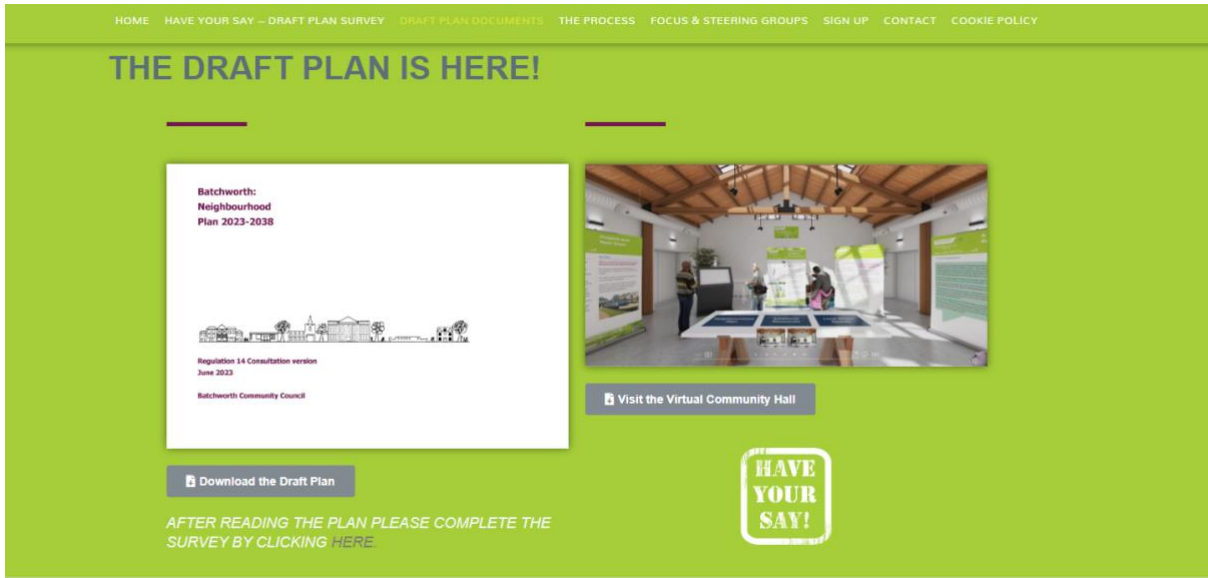 HOME HAVE YOUR SAY – DRAFT PLAN SURVEY DRAFT PLAN DOCUMENTS THE PROCESS FOCUS & STEERING GROUPS SIGN UP CONTACT COOKIE POLICY
THE DRAFT PLAN IS HERE!
Batchworth:
Neighbourhood
Plan 2023-2038
Regulation 14 Consultation version
June 2023
Batchworth Community Council
Download the Draft Plan
AFTER READING THE PLAN PLEASE COMPLETE THE
SURVEY BY CLICKING HERE.
Visit the Virtual Community Hall
HAVE
YOUR
SAY!